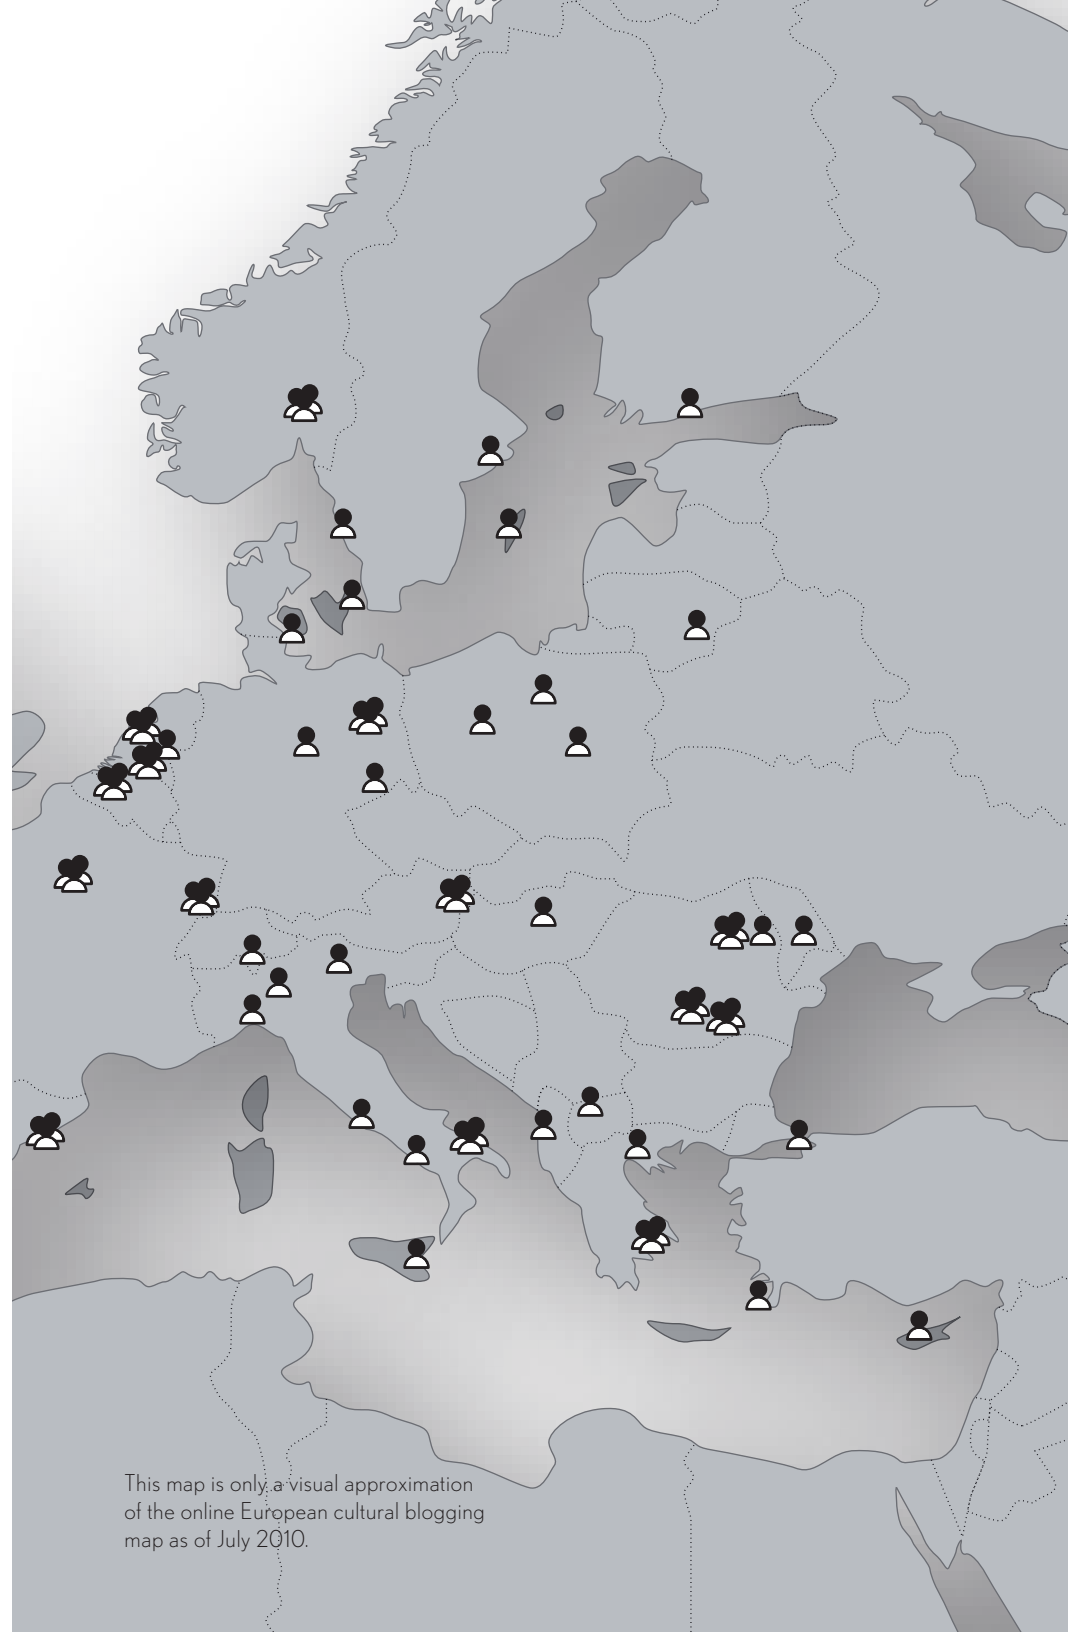 This map is only a visual approximation
of the online European cultural blogging
map as of July 2010.